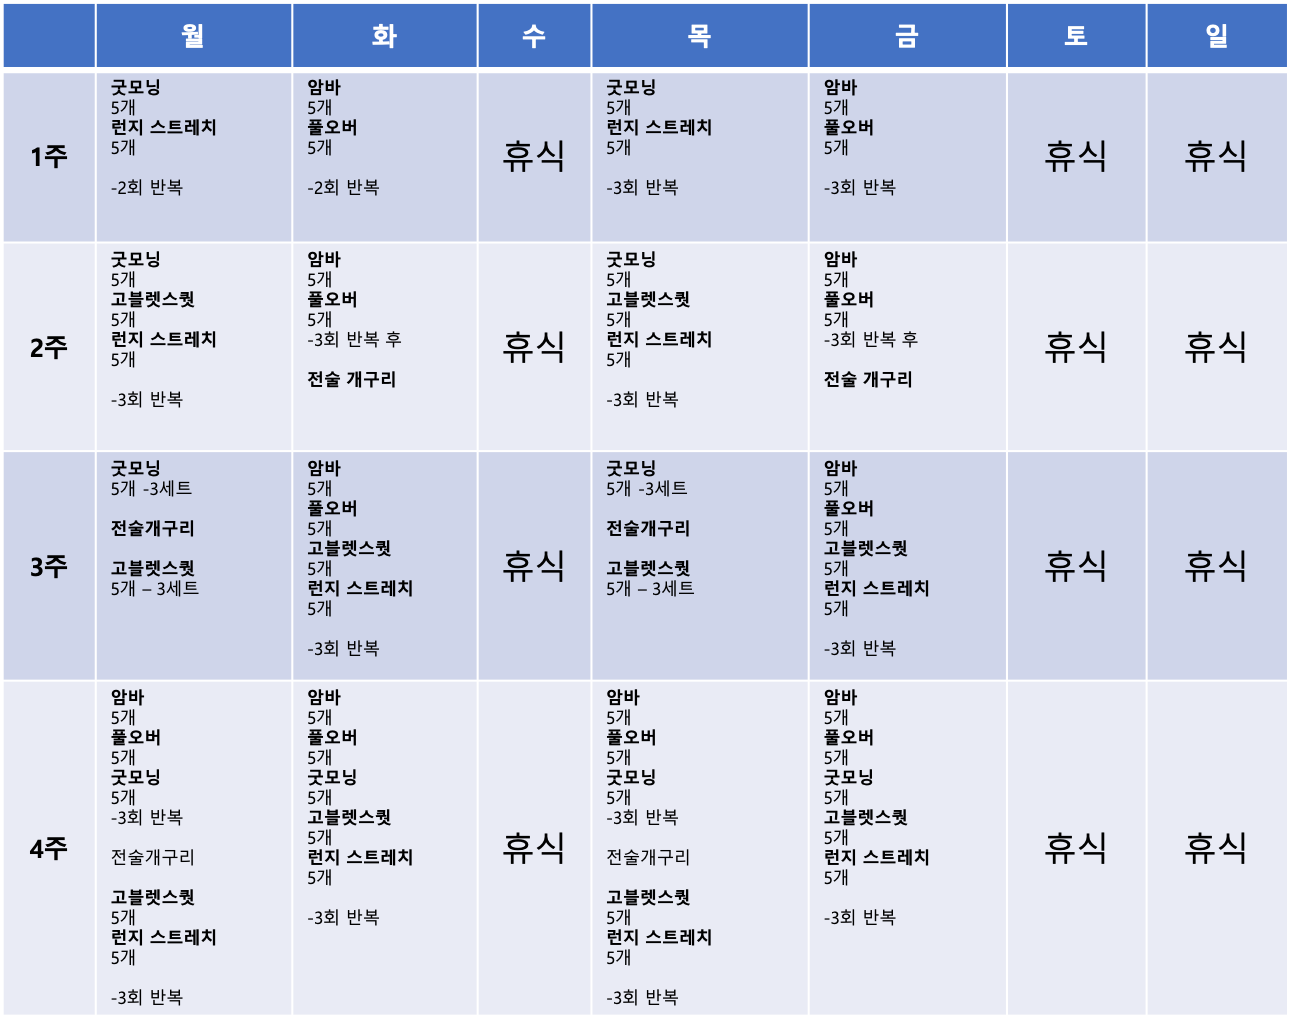 월 화 수 목 금 토 일
1주
굿모닝
5개
런지 스트레치
5개
-2회 반복
암바
5개
풀오버
5개
-2회 반복
휴식
굿모닝
5개
런지 스트레치
5개
-3회 반복
암바
5개
풀오버
5개
-3회 반복
휴식
휴식
2주
굿모닝
5개
고블렛스퀏
5개
런지 스트레치
5개
-3회 반복
암바
5개
풀오버
5개
-3회 반복 후
전술 개구리
휴식
굿모닝
5개
고블렛스퀏
5개
런지 스트레치
5개
-3회 반복
암바
5개
풀오버
5개
-3회 반복 후
전술 개구리
휴식
휴식
3주
굿모닝
5개 -3세트
전술개구리
고블렛스퀏
5개 – 3세트
암바
5개
풀오버
5개
고블렛스퀏
5개
런지 스트레치
5개
-3회 반복
휴식
굿모닝
5개 -3세트
전술개구리
고블렛스퀏
5개 – 3세트
암바
5개
풀오버
5개
고블렛스퀏
5개
런지 스트레치
5개
-3회 반복
휴식
휴식
4주
암바
5개
풀오버
5개
굿모닝
5개
-3회 반복
전술개구리
고블렛스퀏
5개
런지 스트레치
5개
-3회 반복
암바
5개
풀오버
5개
굿모닝
5개
고블렛스퀏
5개
런지 스트레치
5개
-3회 반복
휴식
암바
5개
풀오버
5개
굿모닝
5개
-3회 반복
전술개구리
고블렛스퀏
5개
런지 스트레치
5개
-3회 반복
암바
5개
풀오버
5개
굿모닝
5개
고블렛스퀏
5개
런지 스트레치
5개
-3회 반복
휴식
휴식